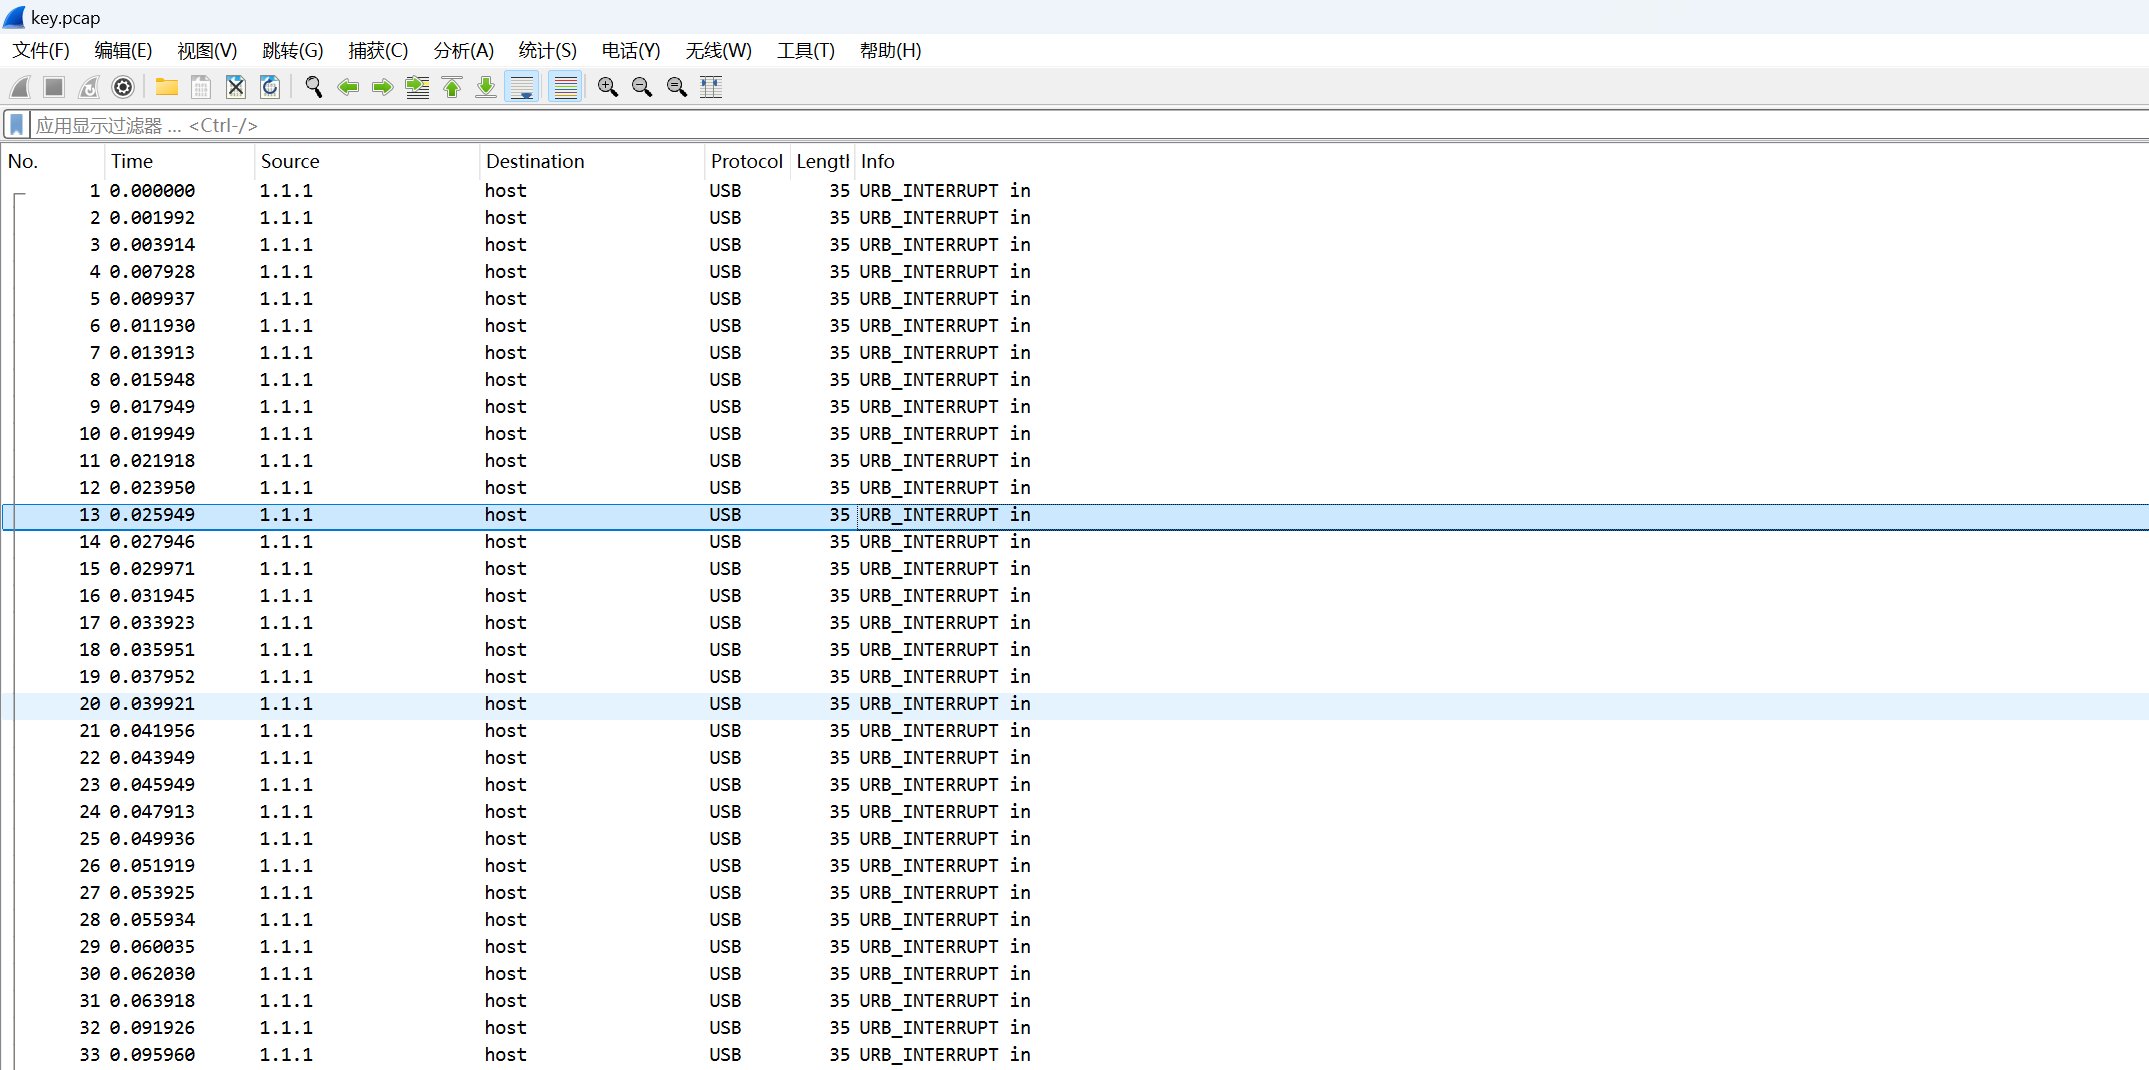 key.pcap
文件(F) 编辑(E) 视图(V) 跳转(G) 捕获(C) 分析(A) 统计(S) 电话(Y) 无线(W) 工具(T) 帮助(H)
应用显示过滤器 … <Ctrl-/>
No. Time Source Destination Protocol Lengtl Info
1 0.000000 1.1.1 host USB 35 URB_INTERRUPT in
2 0.001992 1.1.1 host USB 35 URB_INTERRUPT in
3 0.003914 1.1.1 host USB 35 URB_INTERRUPT in
4 0.007928 1.1.1 host USB 35 URB_INTERRUPT in
5 0.009937 1.1.1 host USB 35 URB_INTERRUPT in
6 0.011930 1.1.1 host USB 35 URB_INTERRUPT in
7 0.013913 1.1.1 host USB 35 URB_INTERRUPT in
8 0.015948 1.1.1 host USB 35 URB_INTERRUPT in
9 0.017949 1.1.1 host USB 35 URB_INTERRUPT in
10 0.019949 1.1.1 host USB 35 URB_INTERRUPT in
11 0.021918 1.1.1 host USB 35 URB_INTERRUPT in
12 0.023950 1.1.1 host USB 35 URB_INTERRUPT in
13 0.025949 1.1.1 host USB 35 URB_INTERRUPT in
14 0.027946 1.1.1 host USB 35 URB_INTERRUPT in
15 0.029971 1.1.1 host USB 35 URB_INTERRUPT in
16 0.031945 1.1.1 host USB 35 URB_INTERRUPT in
17 0.033923 1.1.1 host USB 35 URB_INTERRUPT in
18 0.035951 1.1.1 host USB 35 URB_INTERRUPT in
19 0.037952 1.1.1 host USB 35 URB_INTERRUPT in
20 0.039921 1.1.1 host USB 35 URB_INTERRUPT in
21 0.041956 1.1.1 host USB 35 URB_INTERRUPT in
22 0.043949 1.1.1 host USB 35 URB_INTERRUPT in
23 0.045949 1.1.1 host USB 35 URB_INTERRUPT in
24 0.047913 1.1.1 host USB 35 URB_INTERRUPT in
25 0.049936 1.1.1 host USB 35 URB_INTERRUPT in
26 0.051919 1.1.1 host USB 35 URB_INTERRUPT in
27 0.053925 1.1.1 host USB 35 URB_INTERRUPT in
28 0.055934 1.1.1 host USB 35 URB_INTERRUPT in
29 0.060035 1.1.1 host USB 35 URB_INTERRUPT in
30 0.062030 1.1.1 host USB 35 URB_INTERRUPT in
31 0.063918 1.1.1 host USB 35 URB_INTERRUPT in
32 0.091926 1.1.1 host USB 35 URB_INTERRUPT in
33 0.095960 1.1.1 host USB 35 URB_INTERRUPT in